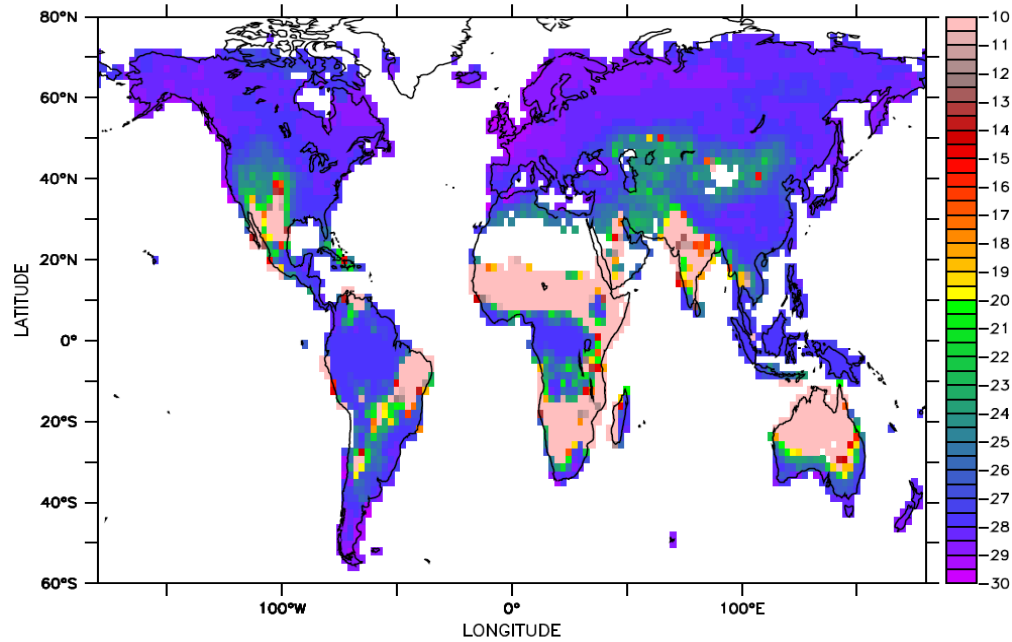 80°N
60°N
40°N
20°N
0°
20°S
40°S
60°S
LATITUDE
100°W
0°
100°E
LONGITUDE
−10
−11
−12
−13
−14
−15
−16
−17
−18
−19
−20
−21
−22
−23
−24
−25
−26
−27
−28
−29
−30